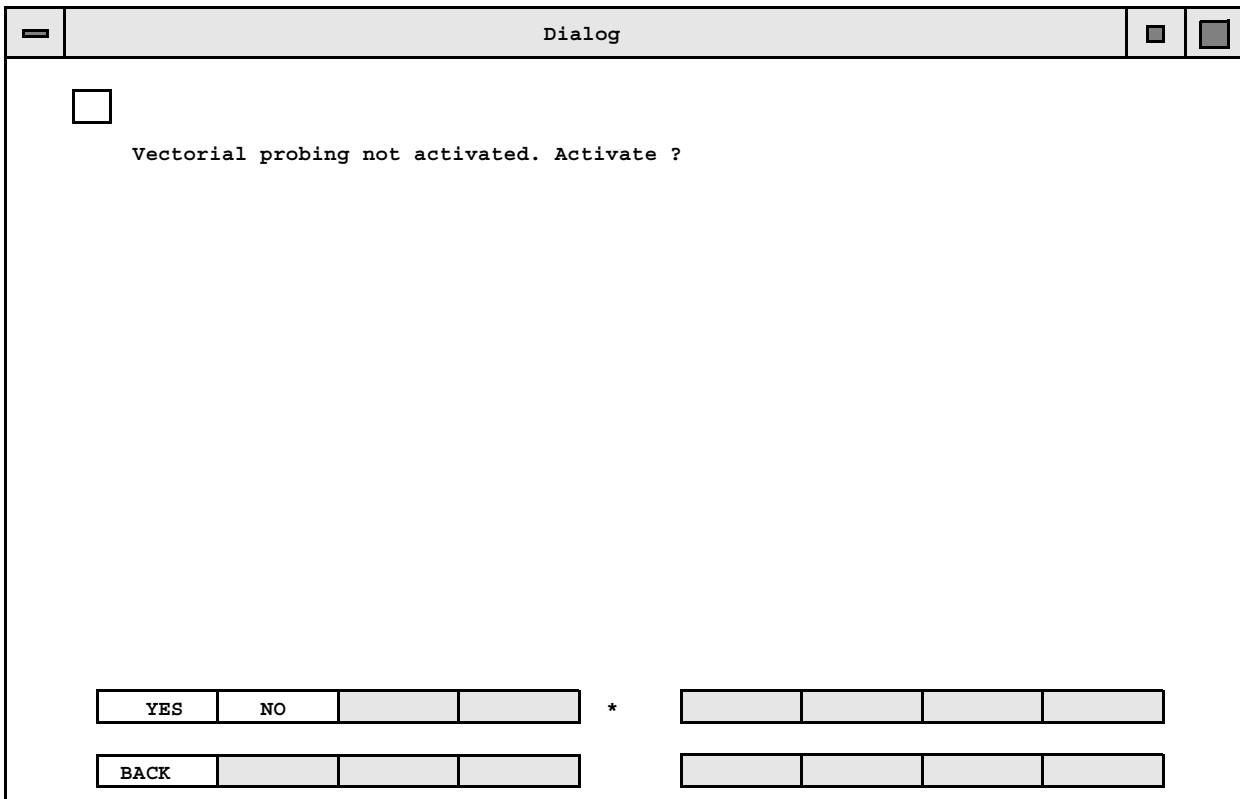 Dialog
Vectorial probing not activated. Activate ?
YES NO *
BACK